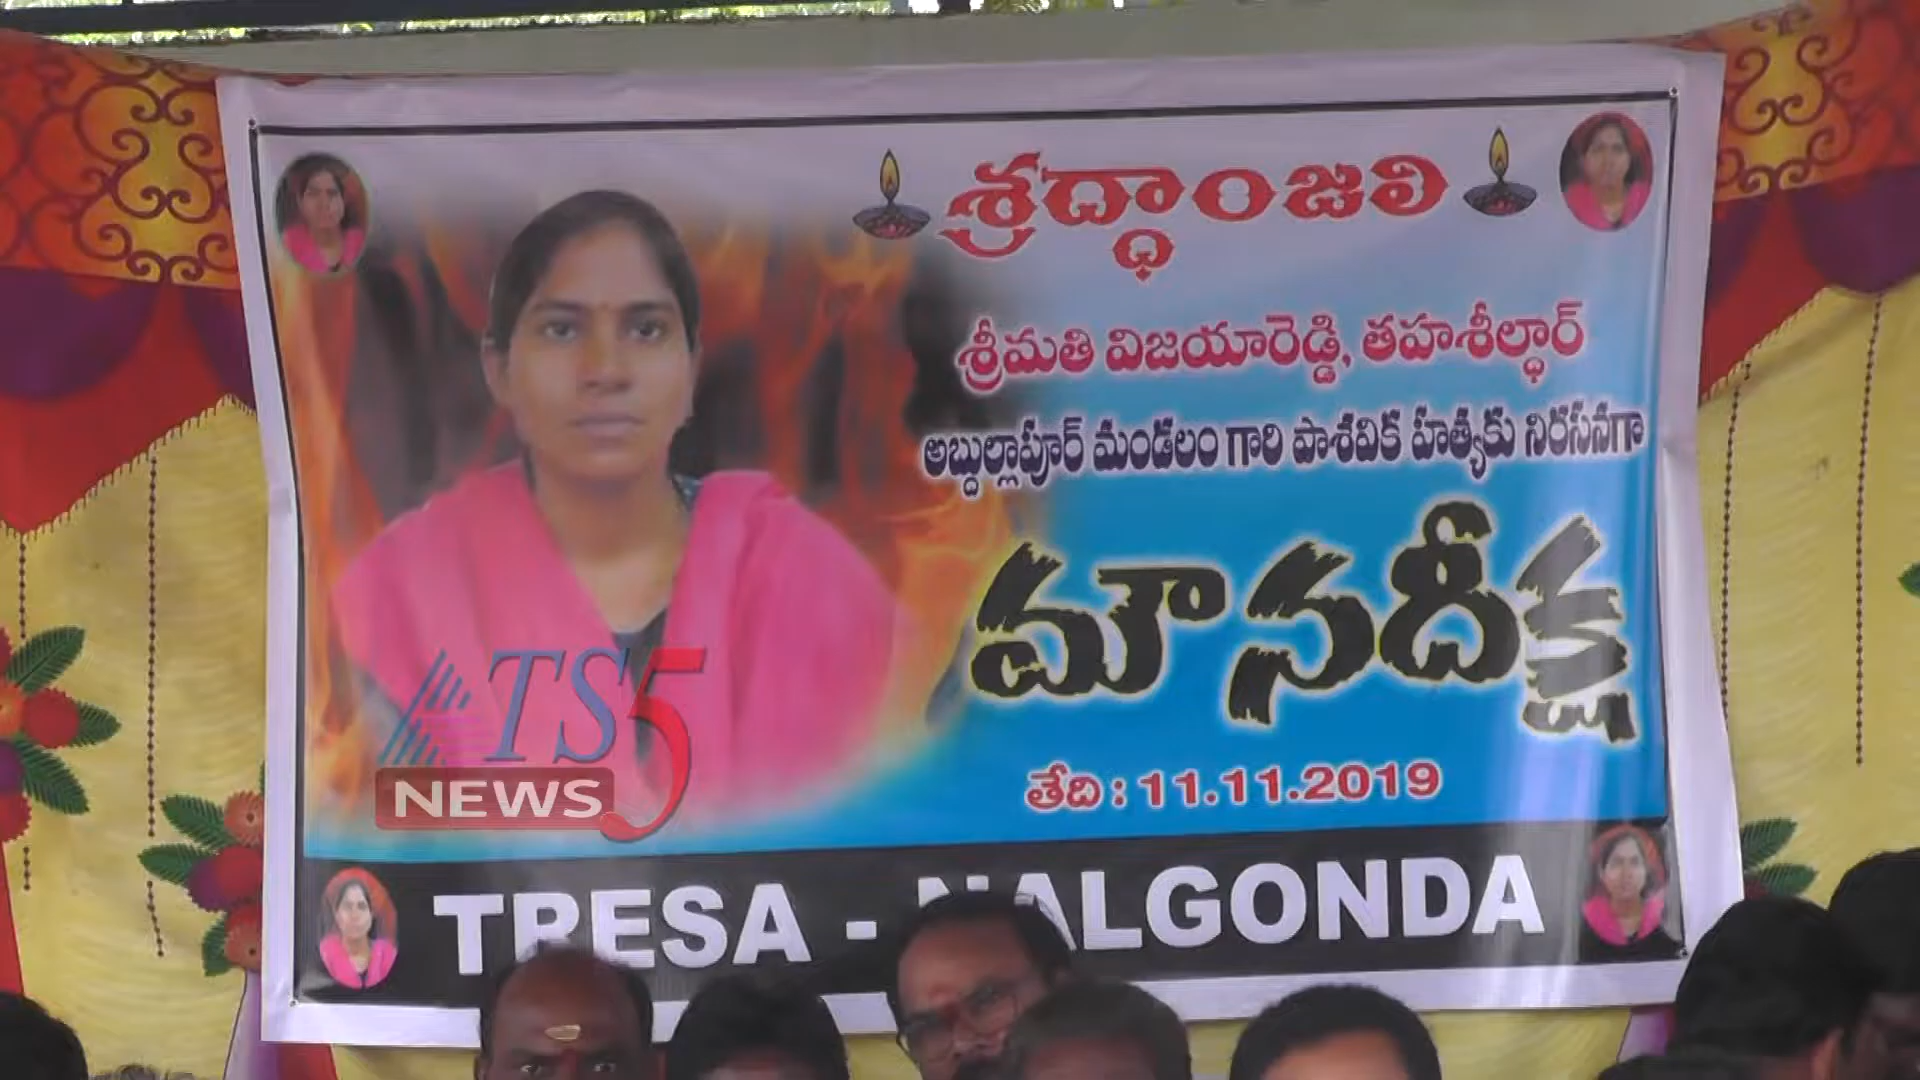 శ్రద్ధాంజలి
శ్రీమతి విజయారెడ్డి, తహశీల్ధార్
అబ్దుల్లాపూర్ మండలం గారి పాశవిక హత్యకు నిరసనగా
మౌనదీక్ష
తేది : 11.11.2019
TS5
NEWS
TRESA - NALGONDA